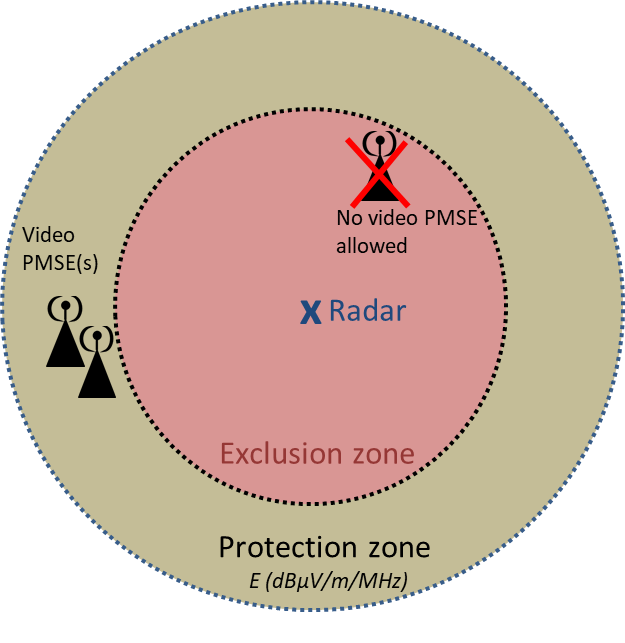 No video PMSE
allowed
Video
PMSE(s)
X Radar
Exclusion zone
Protection zone
E (dBµV/m/MHz)